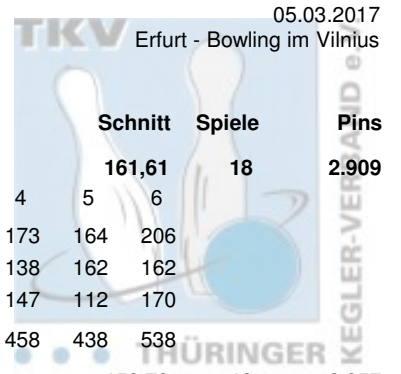 05.03.2017
TKV Erfurt - Bowling im Vilnius
Schnitt Spiele Pins
161,61 18 2.909
4 5 6
173 164 206
138 162 162
147 112 170
458 438 538
THÜRINGER
KEGLER-VERBAND e.V.